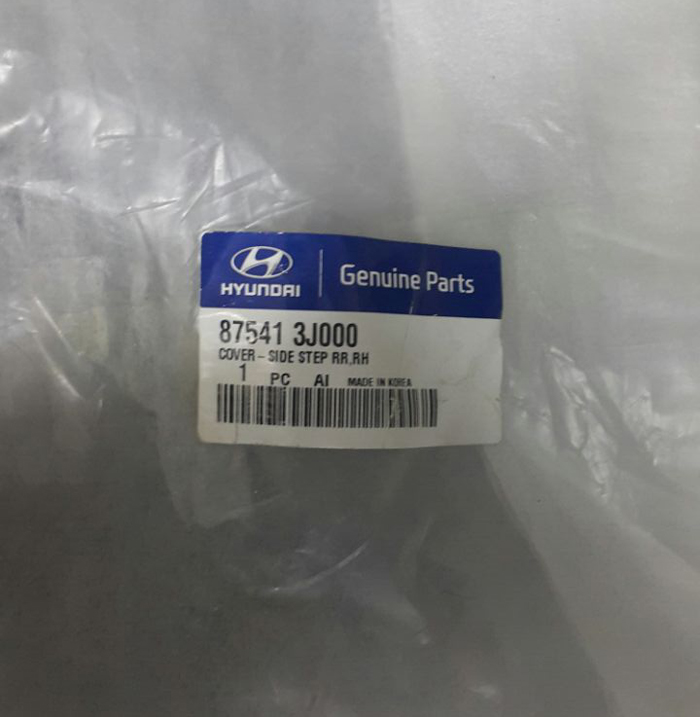 HYUNDAI
Genuine Parts
87541 3J000
COVER - SIDE STEP RR,RH
1 PC AI MADE IN KOREA